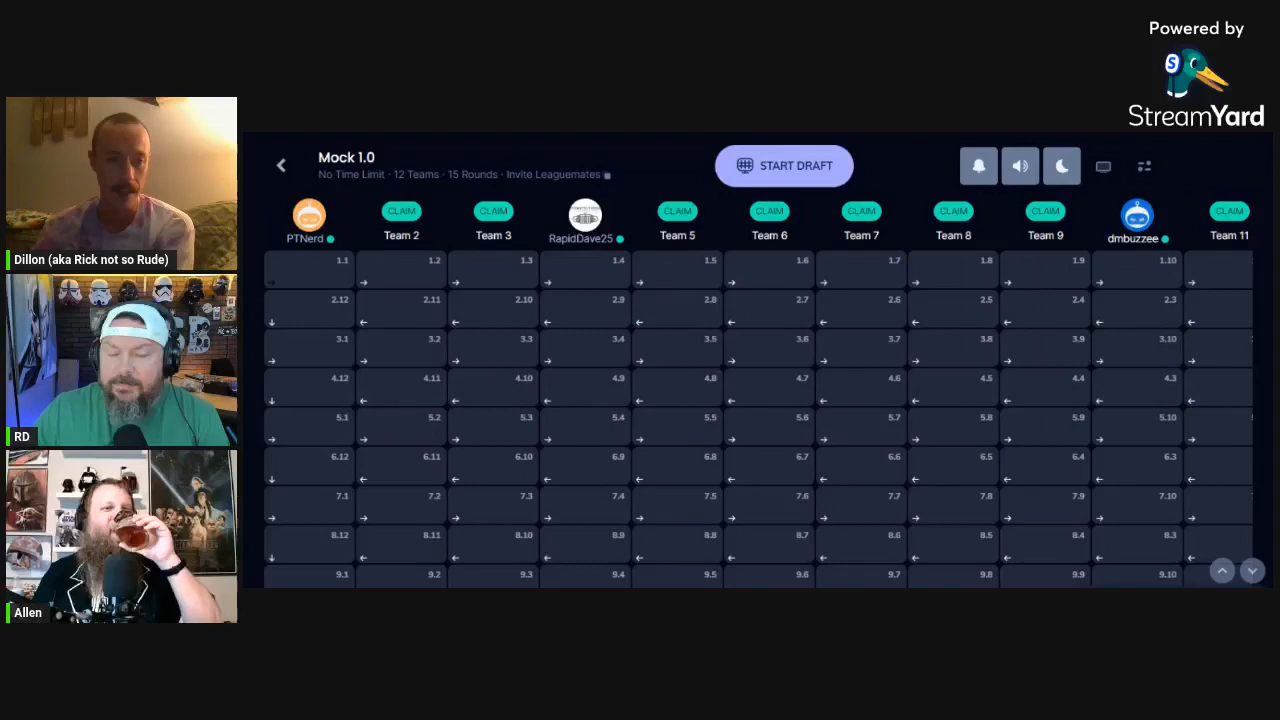 Powered by
StreamYard
Dillon (aka Rick not so Rude)
RD
Allen
Mock 1.0
No Time Limit · 12 Teams · 15 Rounds · Invite Leaguemates
START DRAFT
CLAIM CLAIM CLAIM CLAIM CLAIM CLAIM CLAIM CLAIM
PTNerd Team 2 Team 3 RapidDave25 Team 5 Team 6 Team 7 Team 8 Team 9 dmbuzzee Team 11
1.1 1.2 1.3 1.4 1.5 1.6 1.7 1.8 1.9 1.10
2.12 2.11 2.10 2.9 2.8 2.7 2.6 2.5 2.4 2.3
3.1 3.2 3.3 3.4 3.5 3.6 3.7 3.8 3.9 3.10
4.12 4.11 4.10 4.9 4.8 4.7 4.6 4.5 4.4 4.3
5.1 5.2 5.3 5.4 5.5 5.6 5.7 5.8 5.9 5.10
6.12 6.11 6.10 6.9 6.8 6.7 6.6 6.5 6.4 6.3
7.1 7.2 7.3 7.4 7.5 7.6 7.7 7.8 7.9 7.10
8.12 8.11 8.10 8.9 8.8 8.7 8.6 8.5 8.4 8.3
9.1 9.2 9.3 9.4 9.5 9.6 9.7 9.8 9.9 9.10